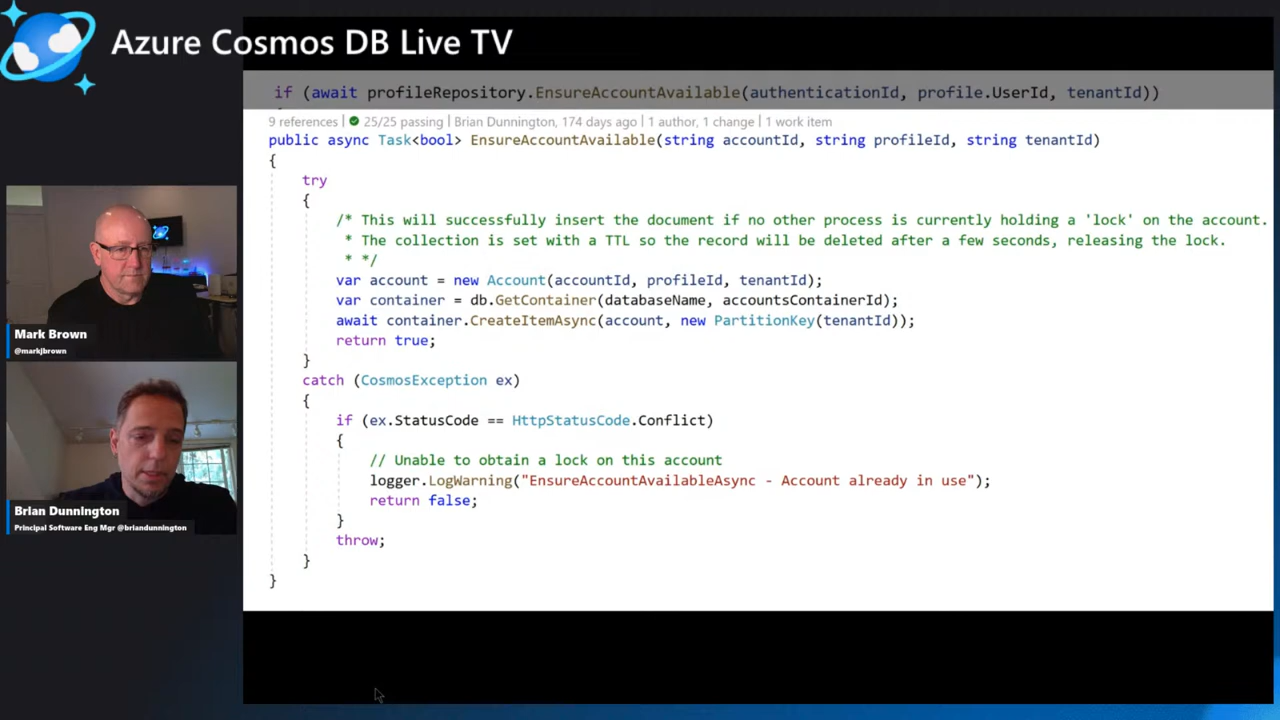 Azure Cosmos DB Live TV
if (await profileRepository.EnsureAccountAvailable(authenticationId, profile.UserId, tenantId))
9 references | 25/25 passing | Brian Dunnington, 174 days ago | 1 author, 1 change | 1 work item
public async Task<bool> EnsureAccountAvailable(string accountId, string profileId, string tenantId)
{
try
{
/* This will successfully insert the document if no other process is currently holding a 'lock' on the account.
* The collection is set with a TTL so the record will be deleted after a few seconds, releasing the lock.
* */
var account = new Account(accountId, profileId, tenantId);
var container = db.GetContainer(databaseName, accountsContainerId);
await container.CreateItemAsync(account, new PartitionKey(tenantId));
return true;
}
catch (CosmosException ex)
{
if (ex.StatusCode == HttpStatusCode.Conflict)
{
// Unable to obtain a lock on this account
logger.LogWarning("EnsureAccountAvailableAsync - Account already in use");
return false;
}
throw;
}
}
Mark Brown
@markjbrown
Brian Dunnington
Principal Software Eng Mgr @briandunnington